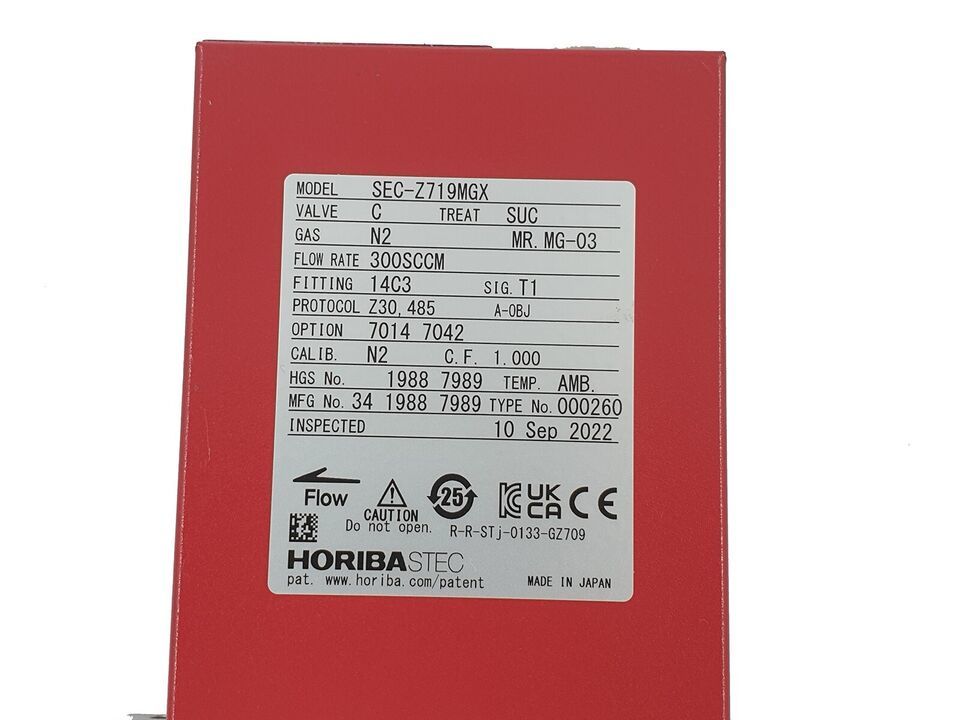 MODEL SEC-Z719MGX
VALVE C TREAT SUC
GAS N2 MR. MG-03
FLOW RATE 300SCCM
FITTING 14C3 SIG. T1
PROTOCOL Z30, 485 A-OBJ
OPTION 7014 7042
CALIB. N2 C.F. 1.000
HGS No. 1988 7989 TEMP. AMB.
MFG No. 34 1988 7989 TYPE No. 000260
INSPECTED 10 Sep 2022
Flow
CAUTION
Do not open.
25
UK
CA
CE
R-R-STj-0133-GZ709
HORIBASTEC
pat. www.horiba.com/patent MADE IN JAPAN